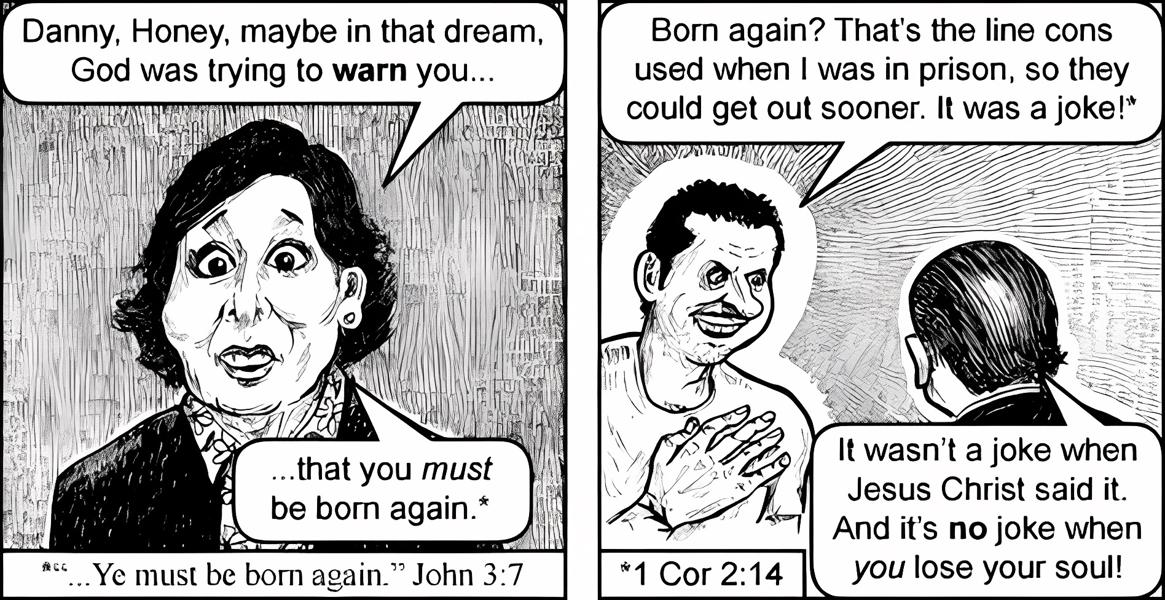 Danny, Honey, maybe in that dream,
God was trying to warn you...
...that you must
be born again.*
*“...Ye must be born again.” John 3:7
Born again? That's the line cons
used when I was in prison, so they
could get out sooner. It was a joke!*
It wasn't a joke when
Jesus Christ said it.
And it's no joke when
you lose your soul!
*1 Cor 2:14